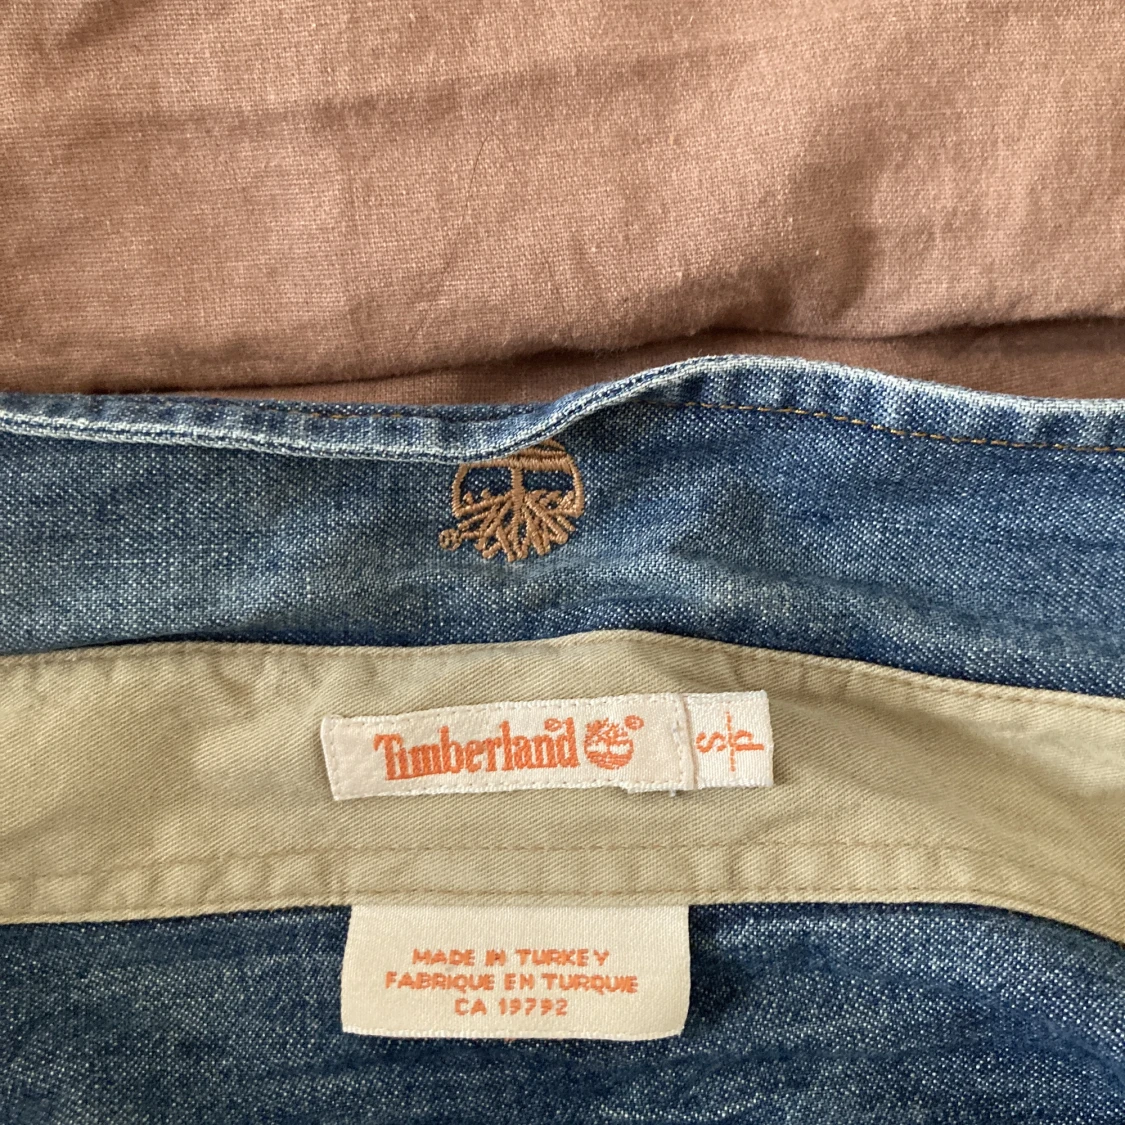 Timberland®
S/P
MADE IN TURKEY
FABRIQUE EN TURQUIE
CA 19792